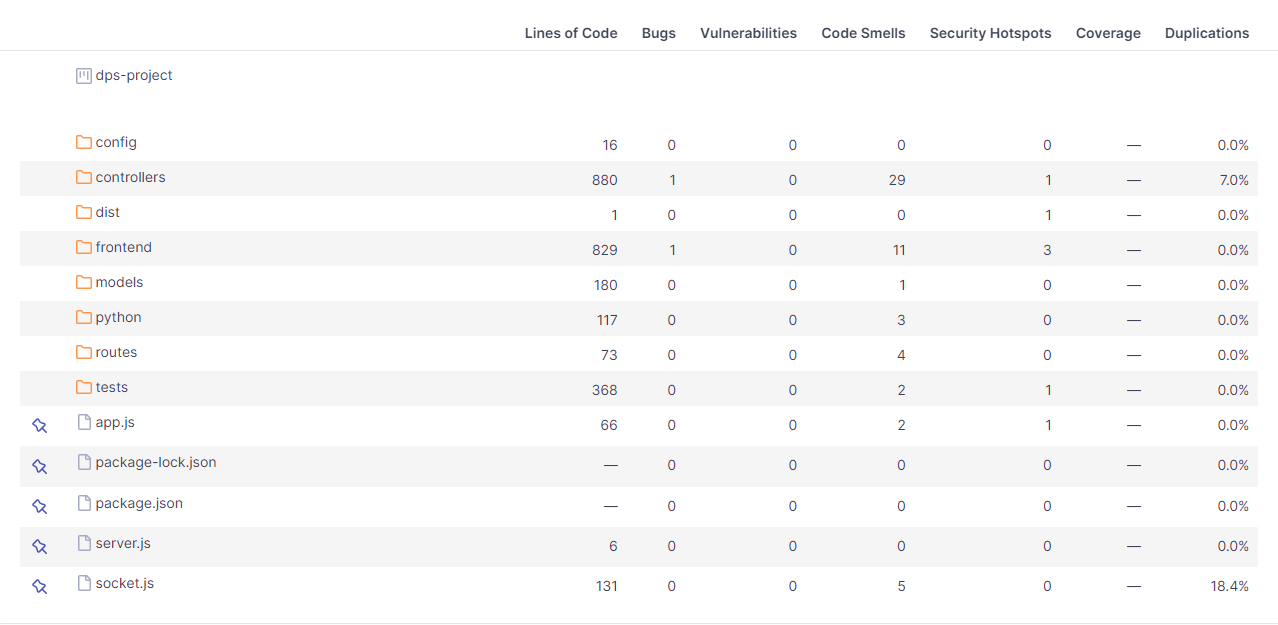 Lines of Code Bugs Vulnerabilities Code Smells Security Hotspots Coverage Duplications
dps-project
config 16 0 0 0 0 — 0.0%
controllers 880 1 0 29 1 — 7.0%
dist 1 0 0 0 1 — 0.0%
frontend 829 1 0 11 3 — 0.0%
models 180 0 0 1 0 — 0.0%
python 117 0 0 3 0 — 0.0%
routes 73 0 0 4 0 — 0.0%
tests 368 0 0 2 1 — 0.0%
app.js 66 0 0 2 1 — 0.0%
package-lock.json — 0 0 0 0 — 0.0%
package.json — 0 0 0 0 — 0.0%
server.js 6 0 0 0 0 — 0.0%
socket.js 131 0 0 5 0 — 18.4%